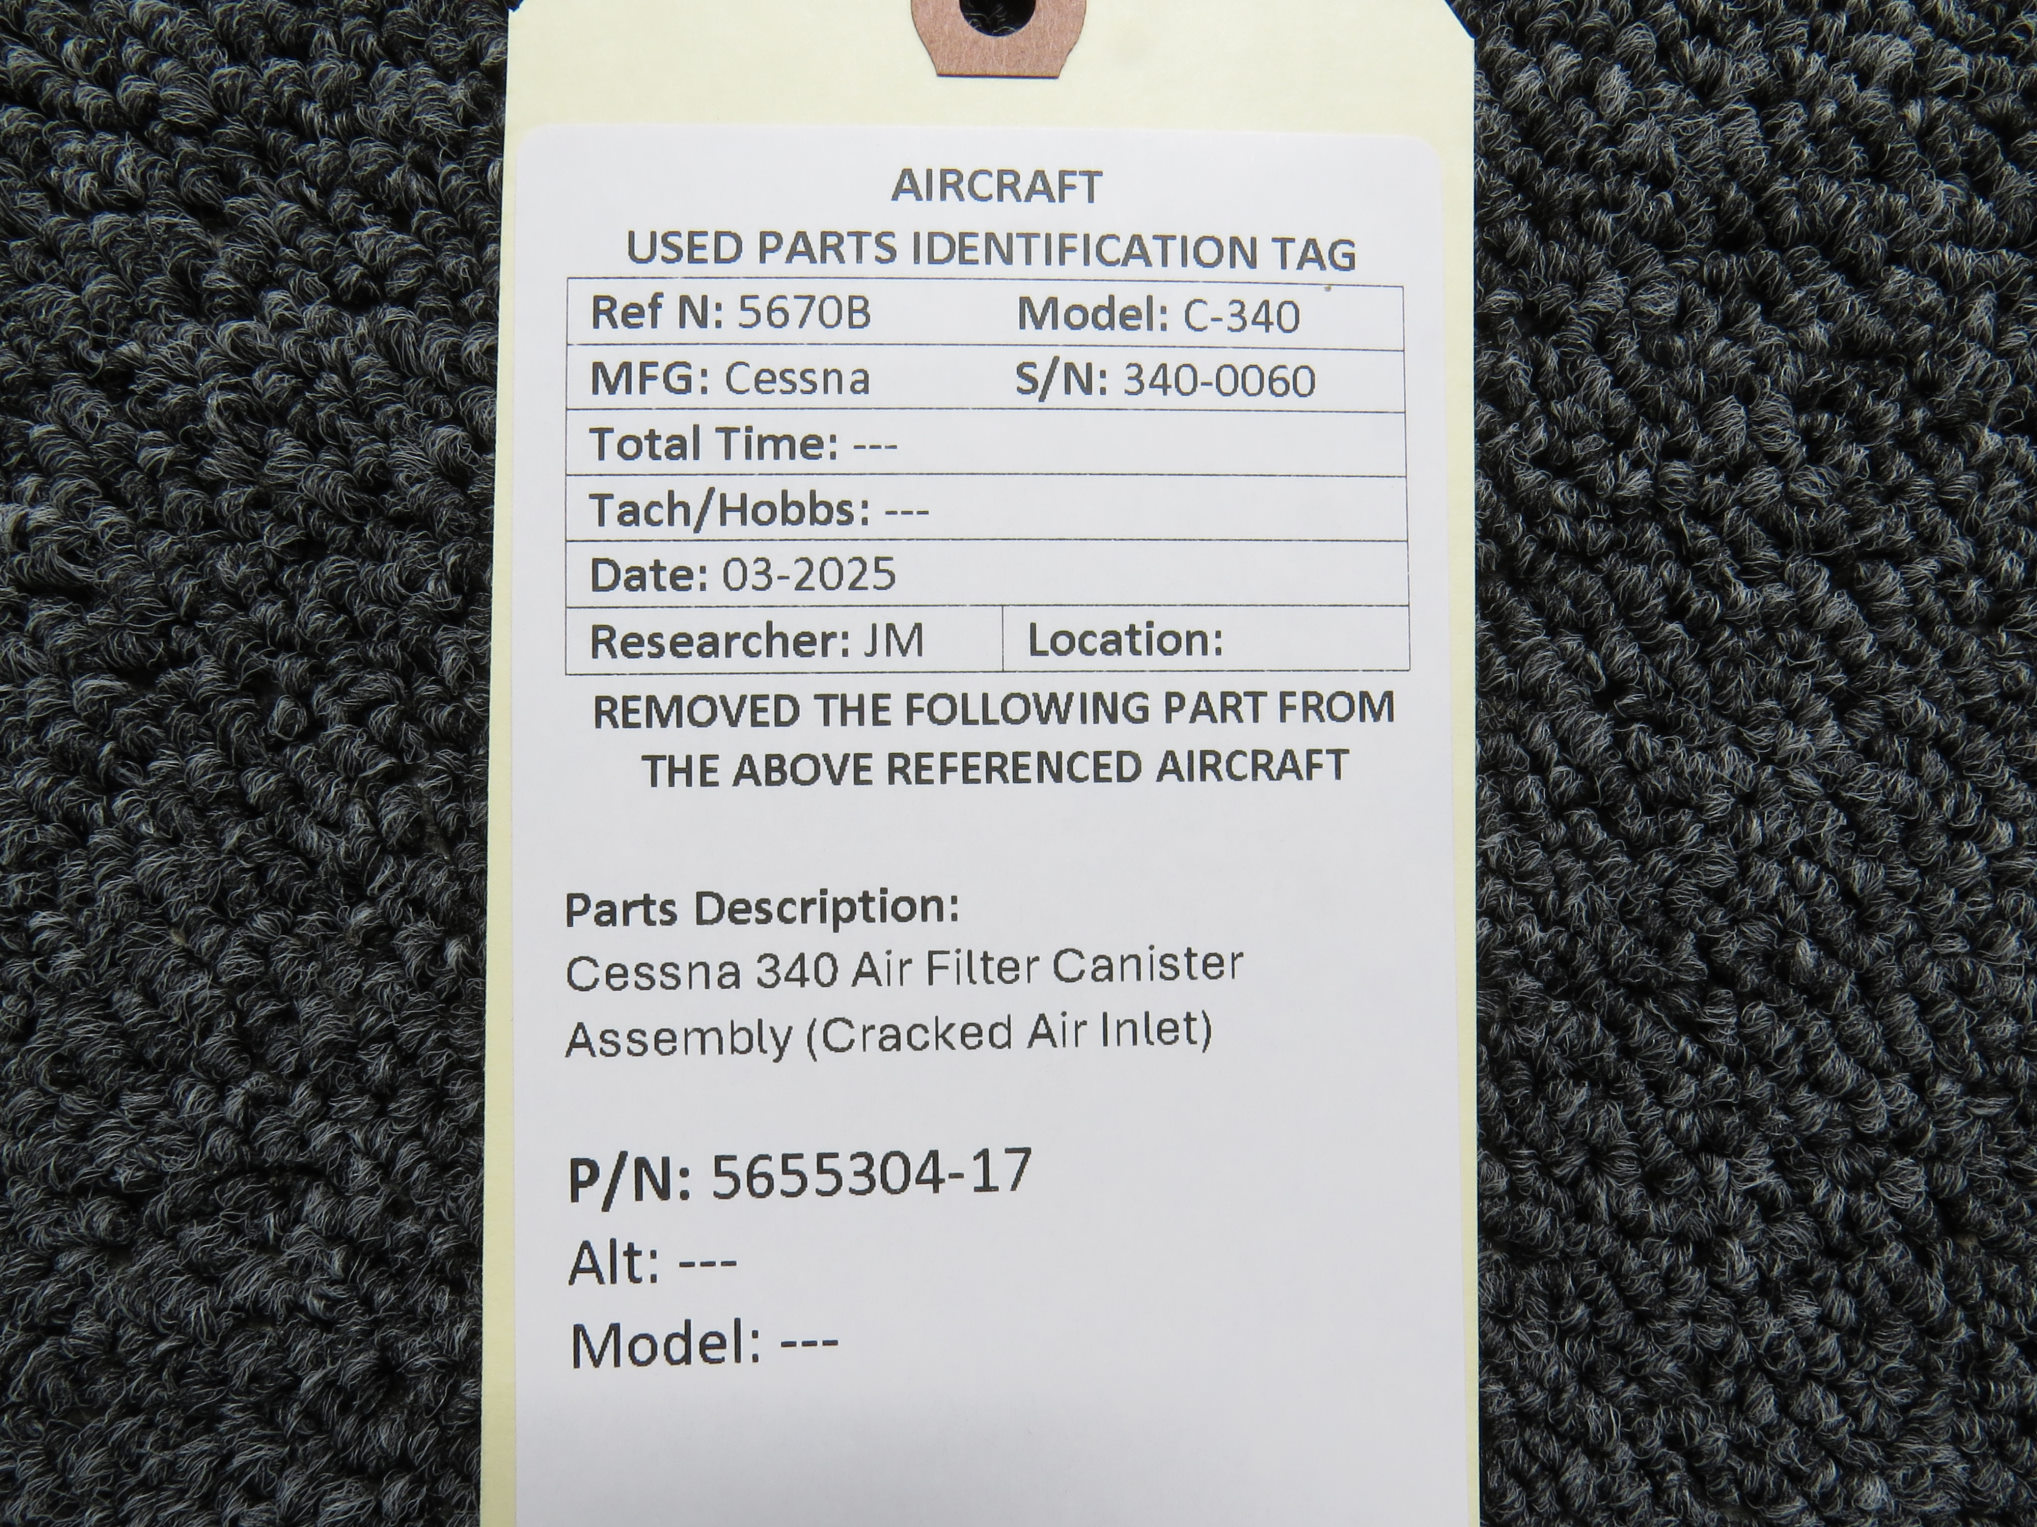 AIRCRAFT
USED PARTS IDENTIFICATION TAG
Ref N: 5670B Model: C-340
MFG: Cessna S/N: 340-0060
Total Time: ---
Tach/Hobbs: ---
Date: 03-2025
Researcher: JM Location:
REMOVED THE FOLLOWING PART FROM
THE ABOVE REFERENCED AIRCRAFT
Parts Description:
Cessna 340 Air Filter Canister
Assembly (Cracked Air Inlet)
P/N: 5655304-17
Alt: ---
Model: ---